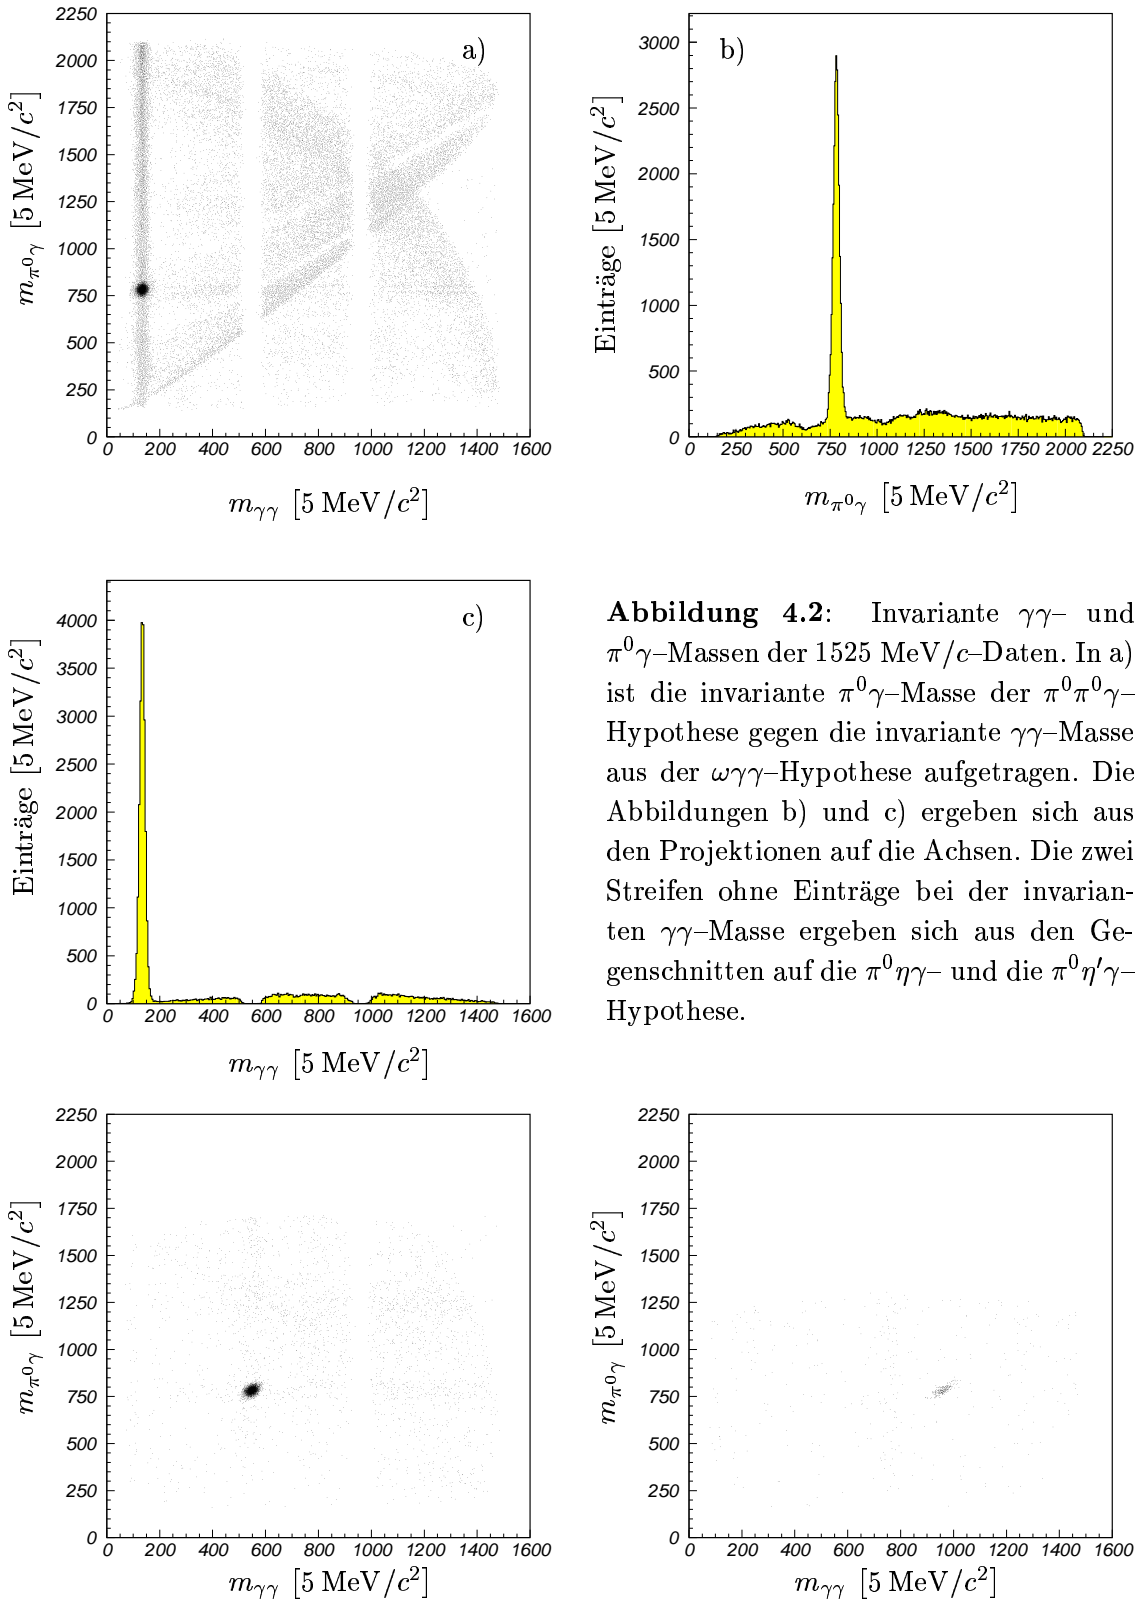 2250
2000
1750
1500
1250
1000
750
500
250
0
0 200 400 600 800 1000 1200 1400 1600
a)
m_{π⁰γ} [5 MeV/c²]
m_{γγ} [5 MeV/c²]
3000
2500
2000
1500
1000
500
0
0 250 500 750 1000 1250 1500 1750 2000 2250
b)
Einträge [5 MeV/c²]
m_{π⁰γ} [5 MeV/c²]
4000
3500
3000
2500
2000
1500
1000
500
0
0 200 400 600 800 1000 1200 1400 1600
c)
Einträge [5 MeV/c²]
m_{γγ} [5 MeV/c²]
Abbildung 4.2: Invariante γγ– und
π⁰γ–Massen der 1525 MeV/c–Daten. In a)
ist die invariante π⁰γ–Masse der π⁰π⁰γ–
Hypothese gegen die invariante γγ–Masse
aus der ωγγ–Hypothese aufgetragen. Die
Abbildungen b) und c) ergeben sich aus
den Projektionen auf die Achsen. Die zwei
Streifen ohne Einträge bei der invarian-
ten γγ–Masse ergeben sich aus den Ge-
genschnitten auf die π⁰ηγ– und die π⁰η′γ–
Hypothese.
2250
2000
1750
1500
1250
1000
750
500
250
0
0 200 400 600 800 1000 1200 1400 1600
m_{π⁰γ} [5 MeV/c²]
m_{γγ} [5 MeV/c²]
2250
2000
1750
1500
1250
1000
750
500
250
0
0 200 400 600 800 1000 1200 1400 1600
m_{π⁰γ} [5 MeV/c²]
m_{γγ} [5 MeV/c²]